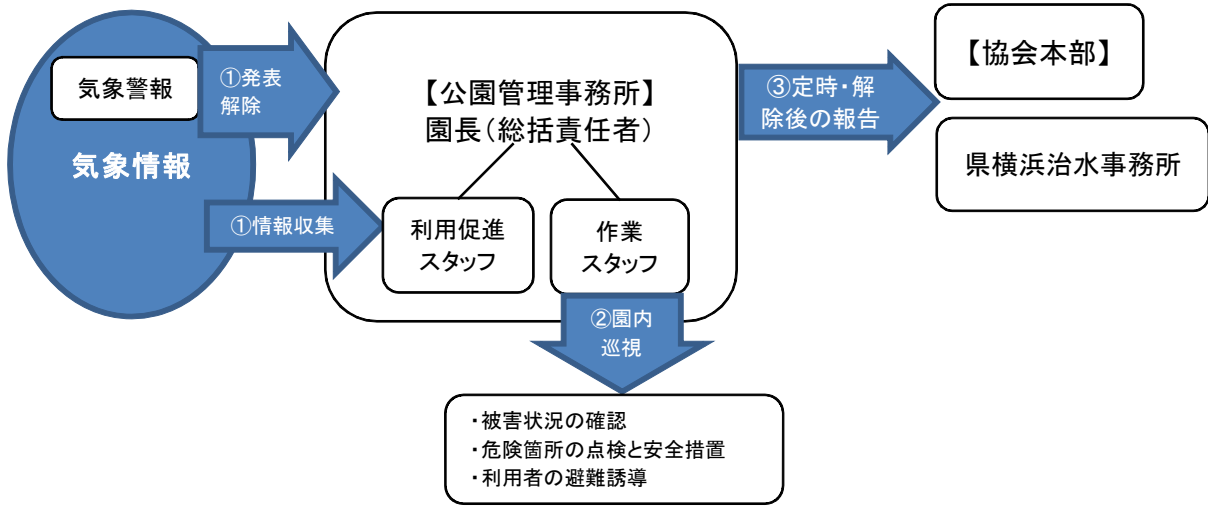 気象警報
気象情報
①発表
解除
①情報収集
【公園管理事務所】
園長(総括責任者)
利用促進
スタッフ
作業
スタッフ
②園内
巡視
・被害状況の確認
・危険箇所の点検と安全措置
・利用者の避難誘導
③定時・解
除後の報告
【協会本部】
県横浜治水事務所